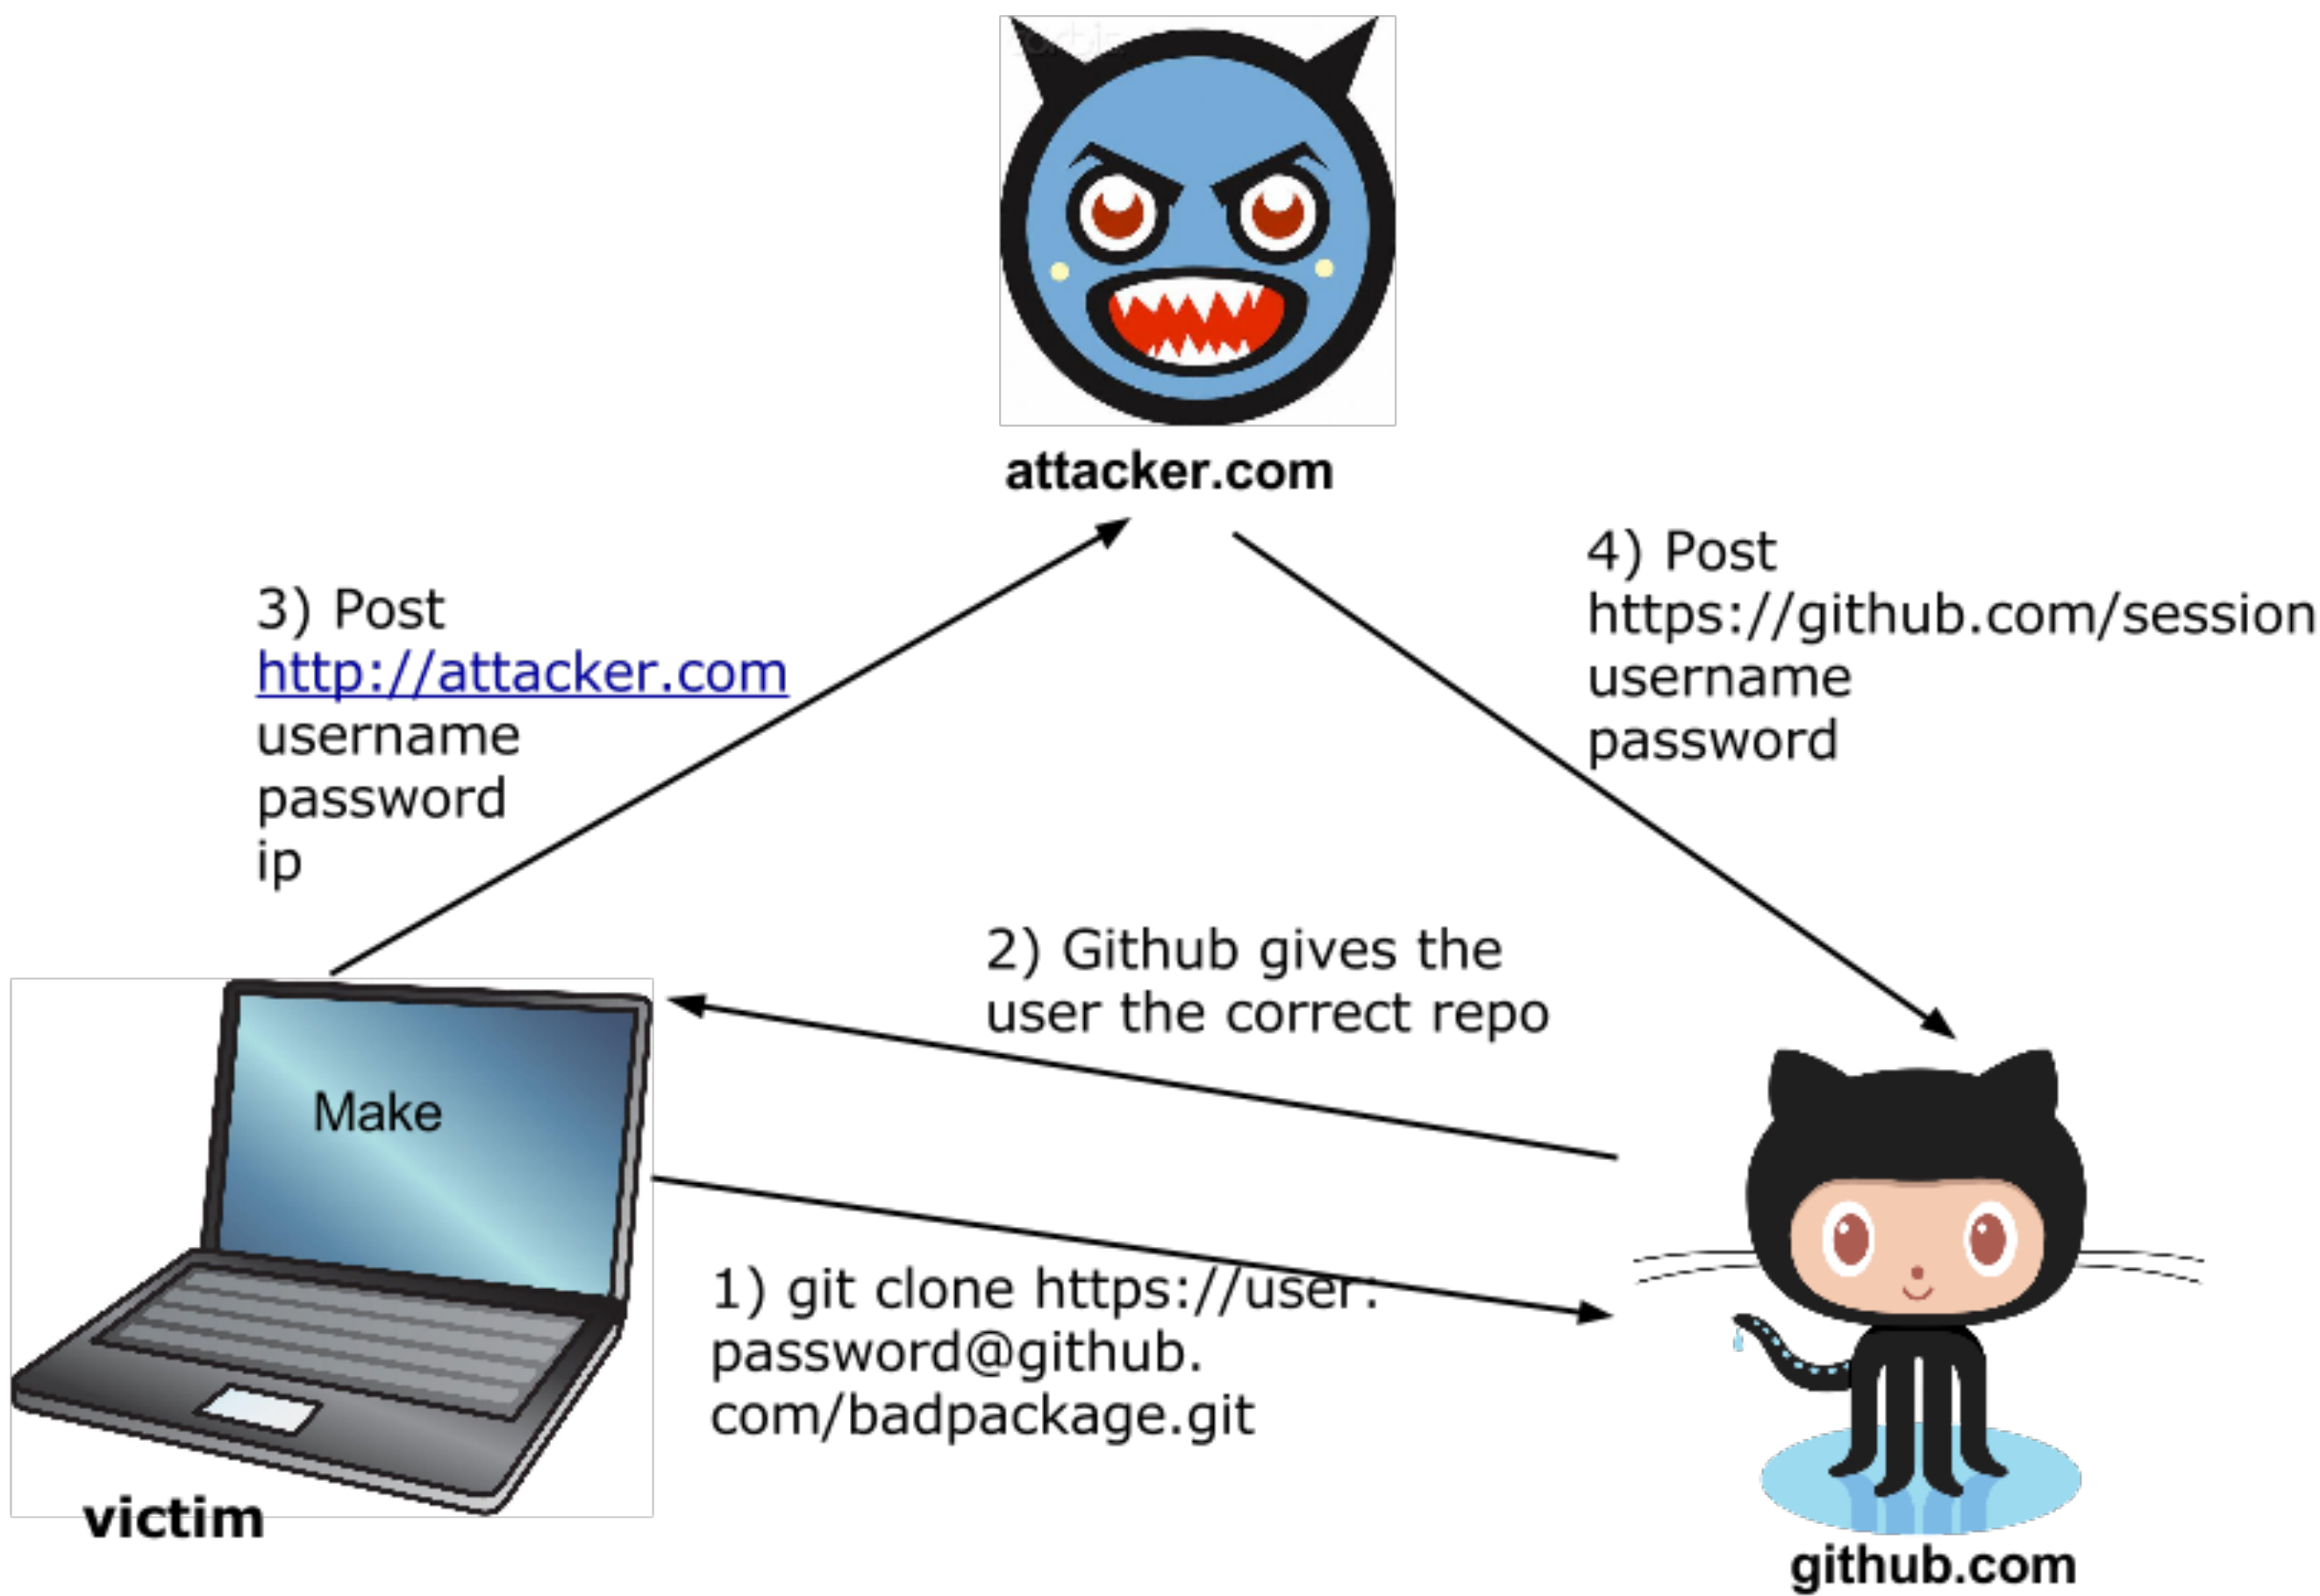 attacker.com
3) Post
http://attacker.com
username
password
ip
4) Post
https://github.com/session
username
password
2) Github gives the
user the correct repo
Make
1) git clone https://user:
password@github.
com/badpackage.git
victim
github.com